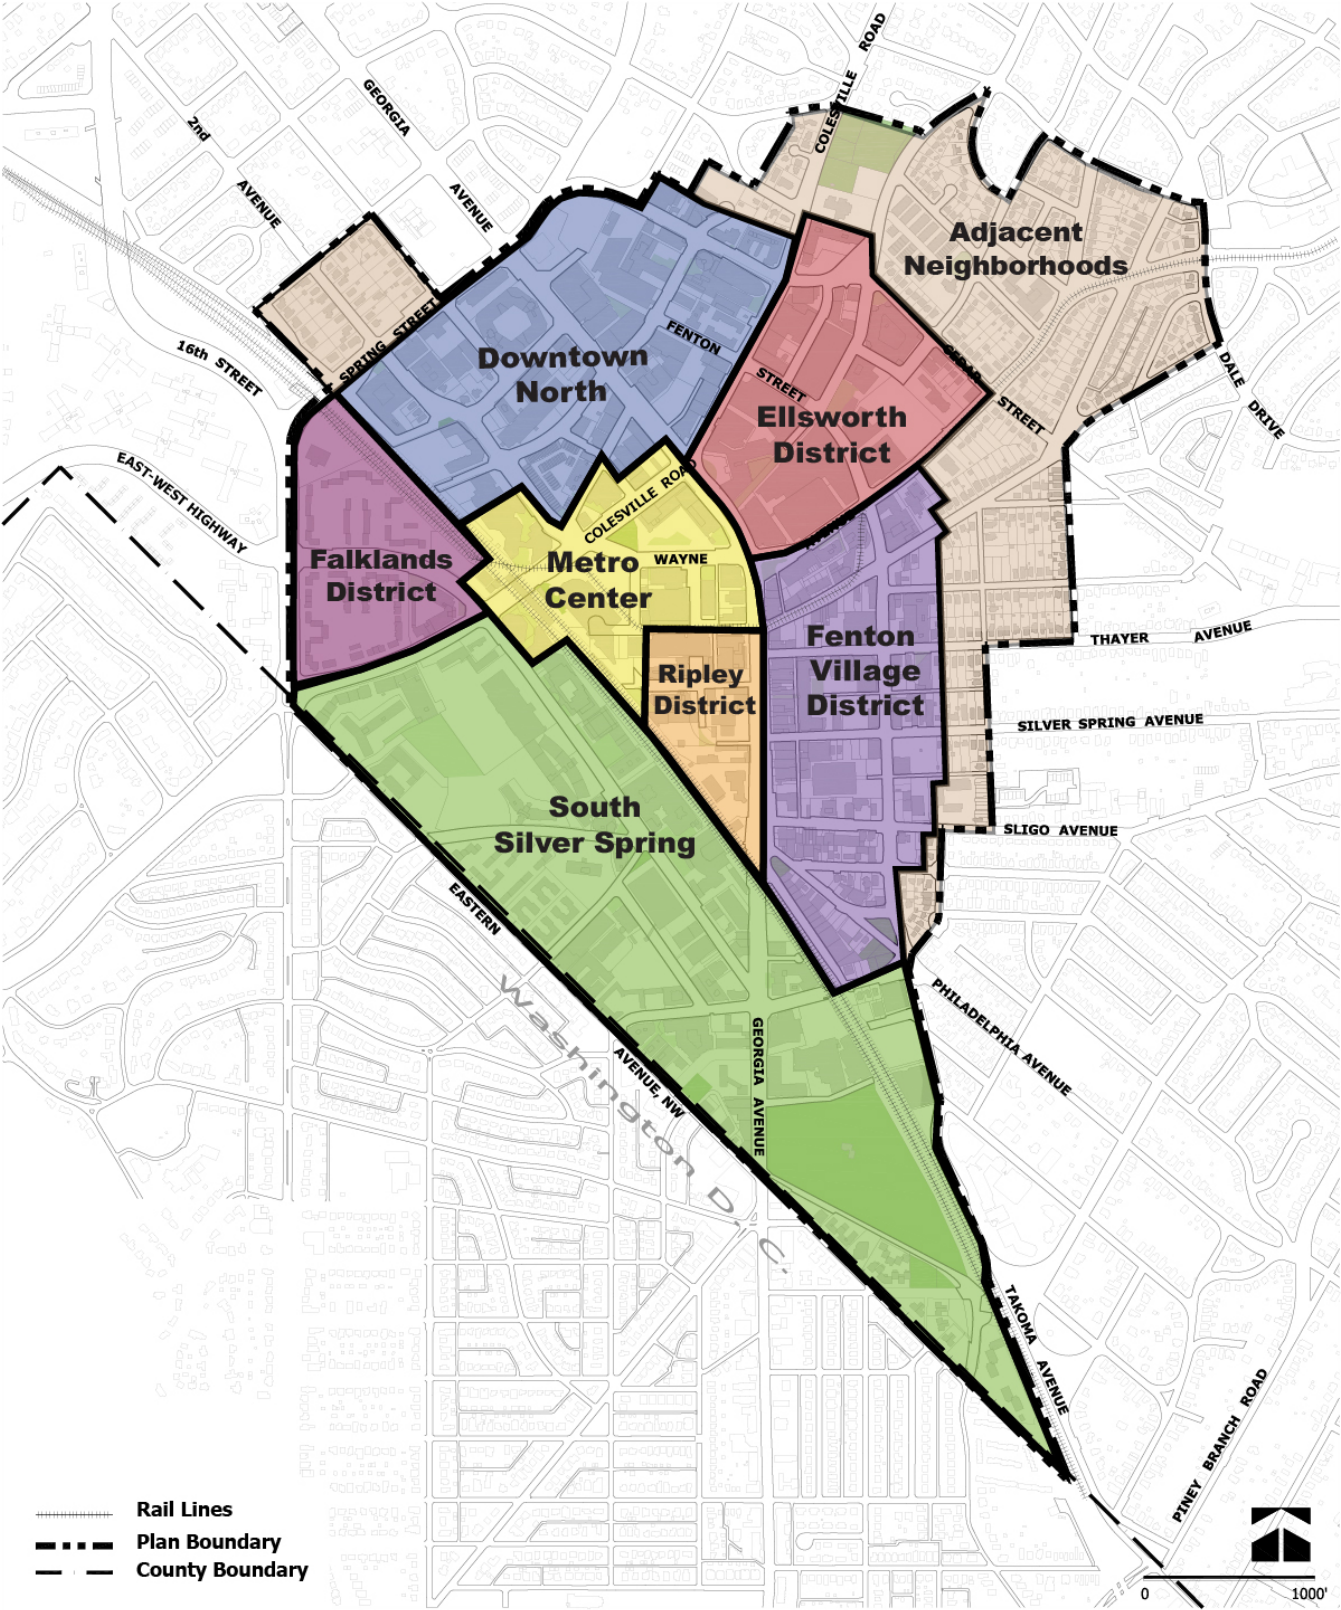 COLESVILLE ROAD
GEORGIA AVENUE
2nd AVENUE
Adjacent
Neighborhoods
SPRING STREET
16th STREET
FENTON STREET
Downtown
North
CEDAR STREET
DALE DRIVE
Ellsworth
District
EAST-WEST HIGHWAY
COLESVILLE ROAD
Falklands
District
Metro
Center
WAYNE AVENUE
Fenton
Village
District
THAYER AVENUE
Ripley
District
SILVER SPRING AVENUE
South
Silver Spring
SLIGO AVENUE
EASTERN AVENUE, NW
Washington D. C.
PHILADELPHIA AVENUE
GEORGIA AVENUE
TAKOMA AVENUE
PINEY BRANCH ROAD
Rail Lines
Plan Boundary
County Boundary
0 1000'